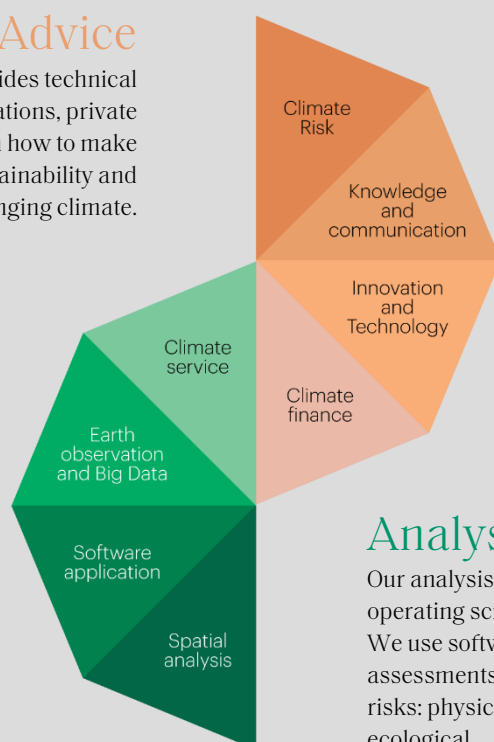 Advice
ides technical
ations, private
how to make
ainability and
nging climate.
Climate
Risk
Knowledge
and
communication
Innovation
and
Technology
Climate
finance
Climate
service
Earth
observation
and Big Data
Software
application
Spatial
analysis
Analys
Our analysis
operating sci
We use softw
assessments
risks: physic
ecological